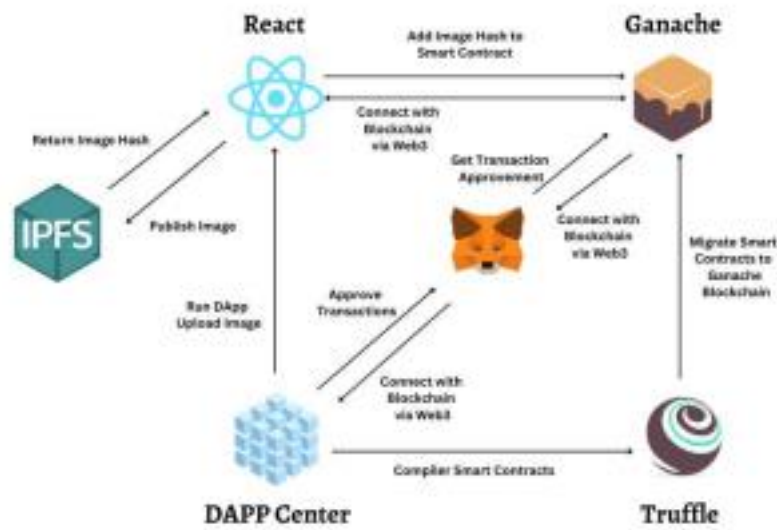 React
Ganache
Add Image Hash to
Smart Contract
Connect with
Blockchain
via Web3
Return Image Hash
Get Transaction
Approvement
IPFS
Publish Image
Connect with
Blockchain
via Web3
Migrate Smart
Contracts to
Ganache
Blockchain
Run DApp
Upload Image
Approve
Transactions
Connect with
Blockchain
via Web3
Compiler Smart Contracts
DAPP Center
Truffle